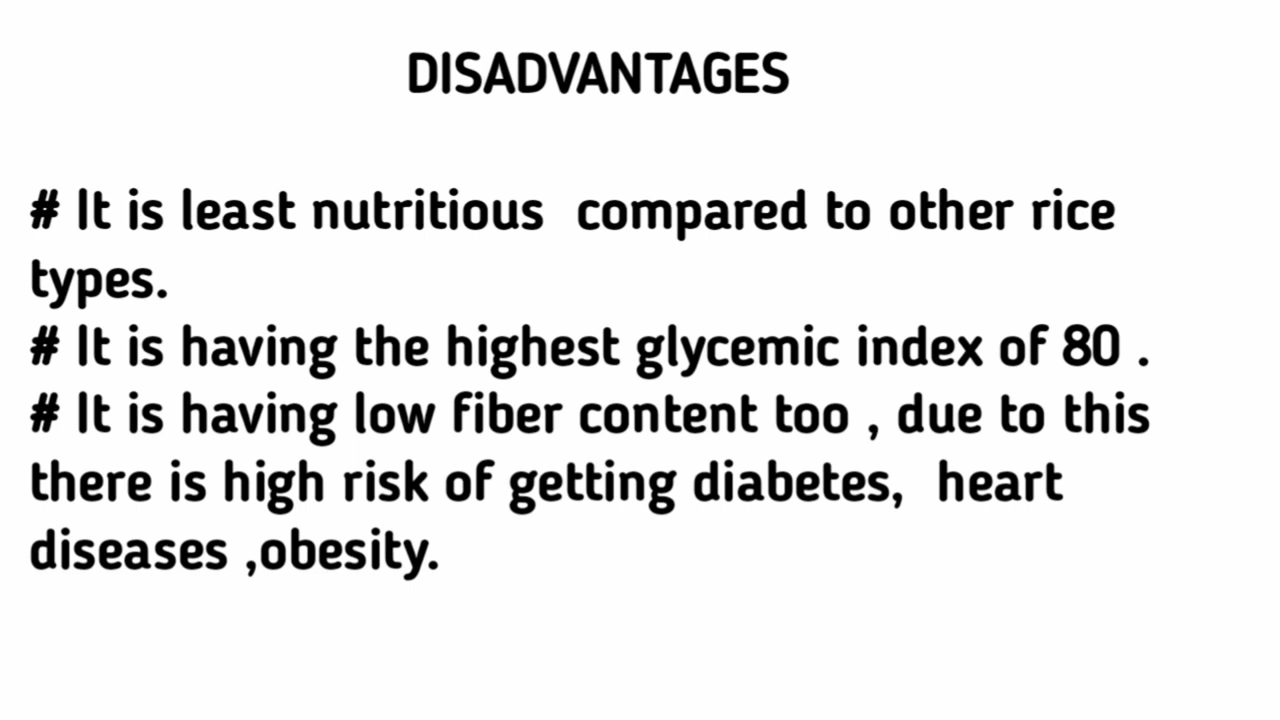 DISADVANTAGES
# It is least nutritious  compared to other rice
types.
# It is having the highest glycemic index of 80 .
# It is having low fiber content too , due to this
there is high risk of getting diabetes,  heart
diseases ,obesity.